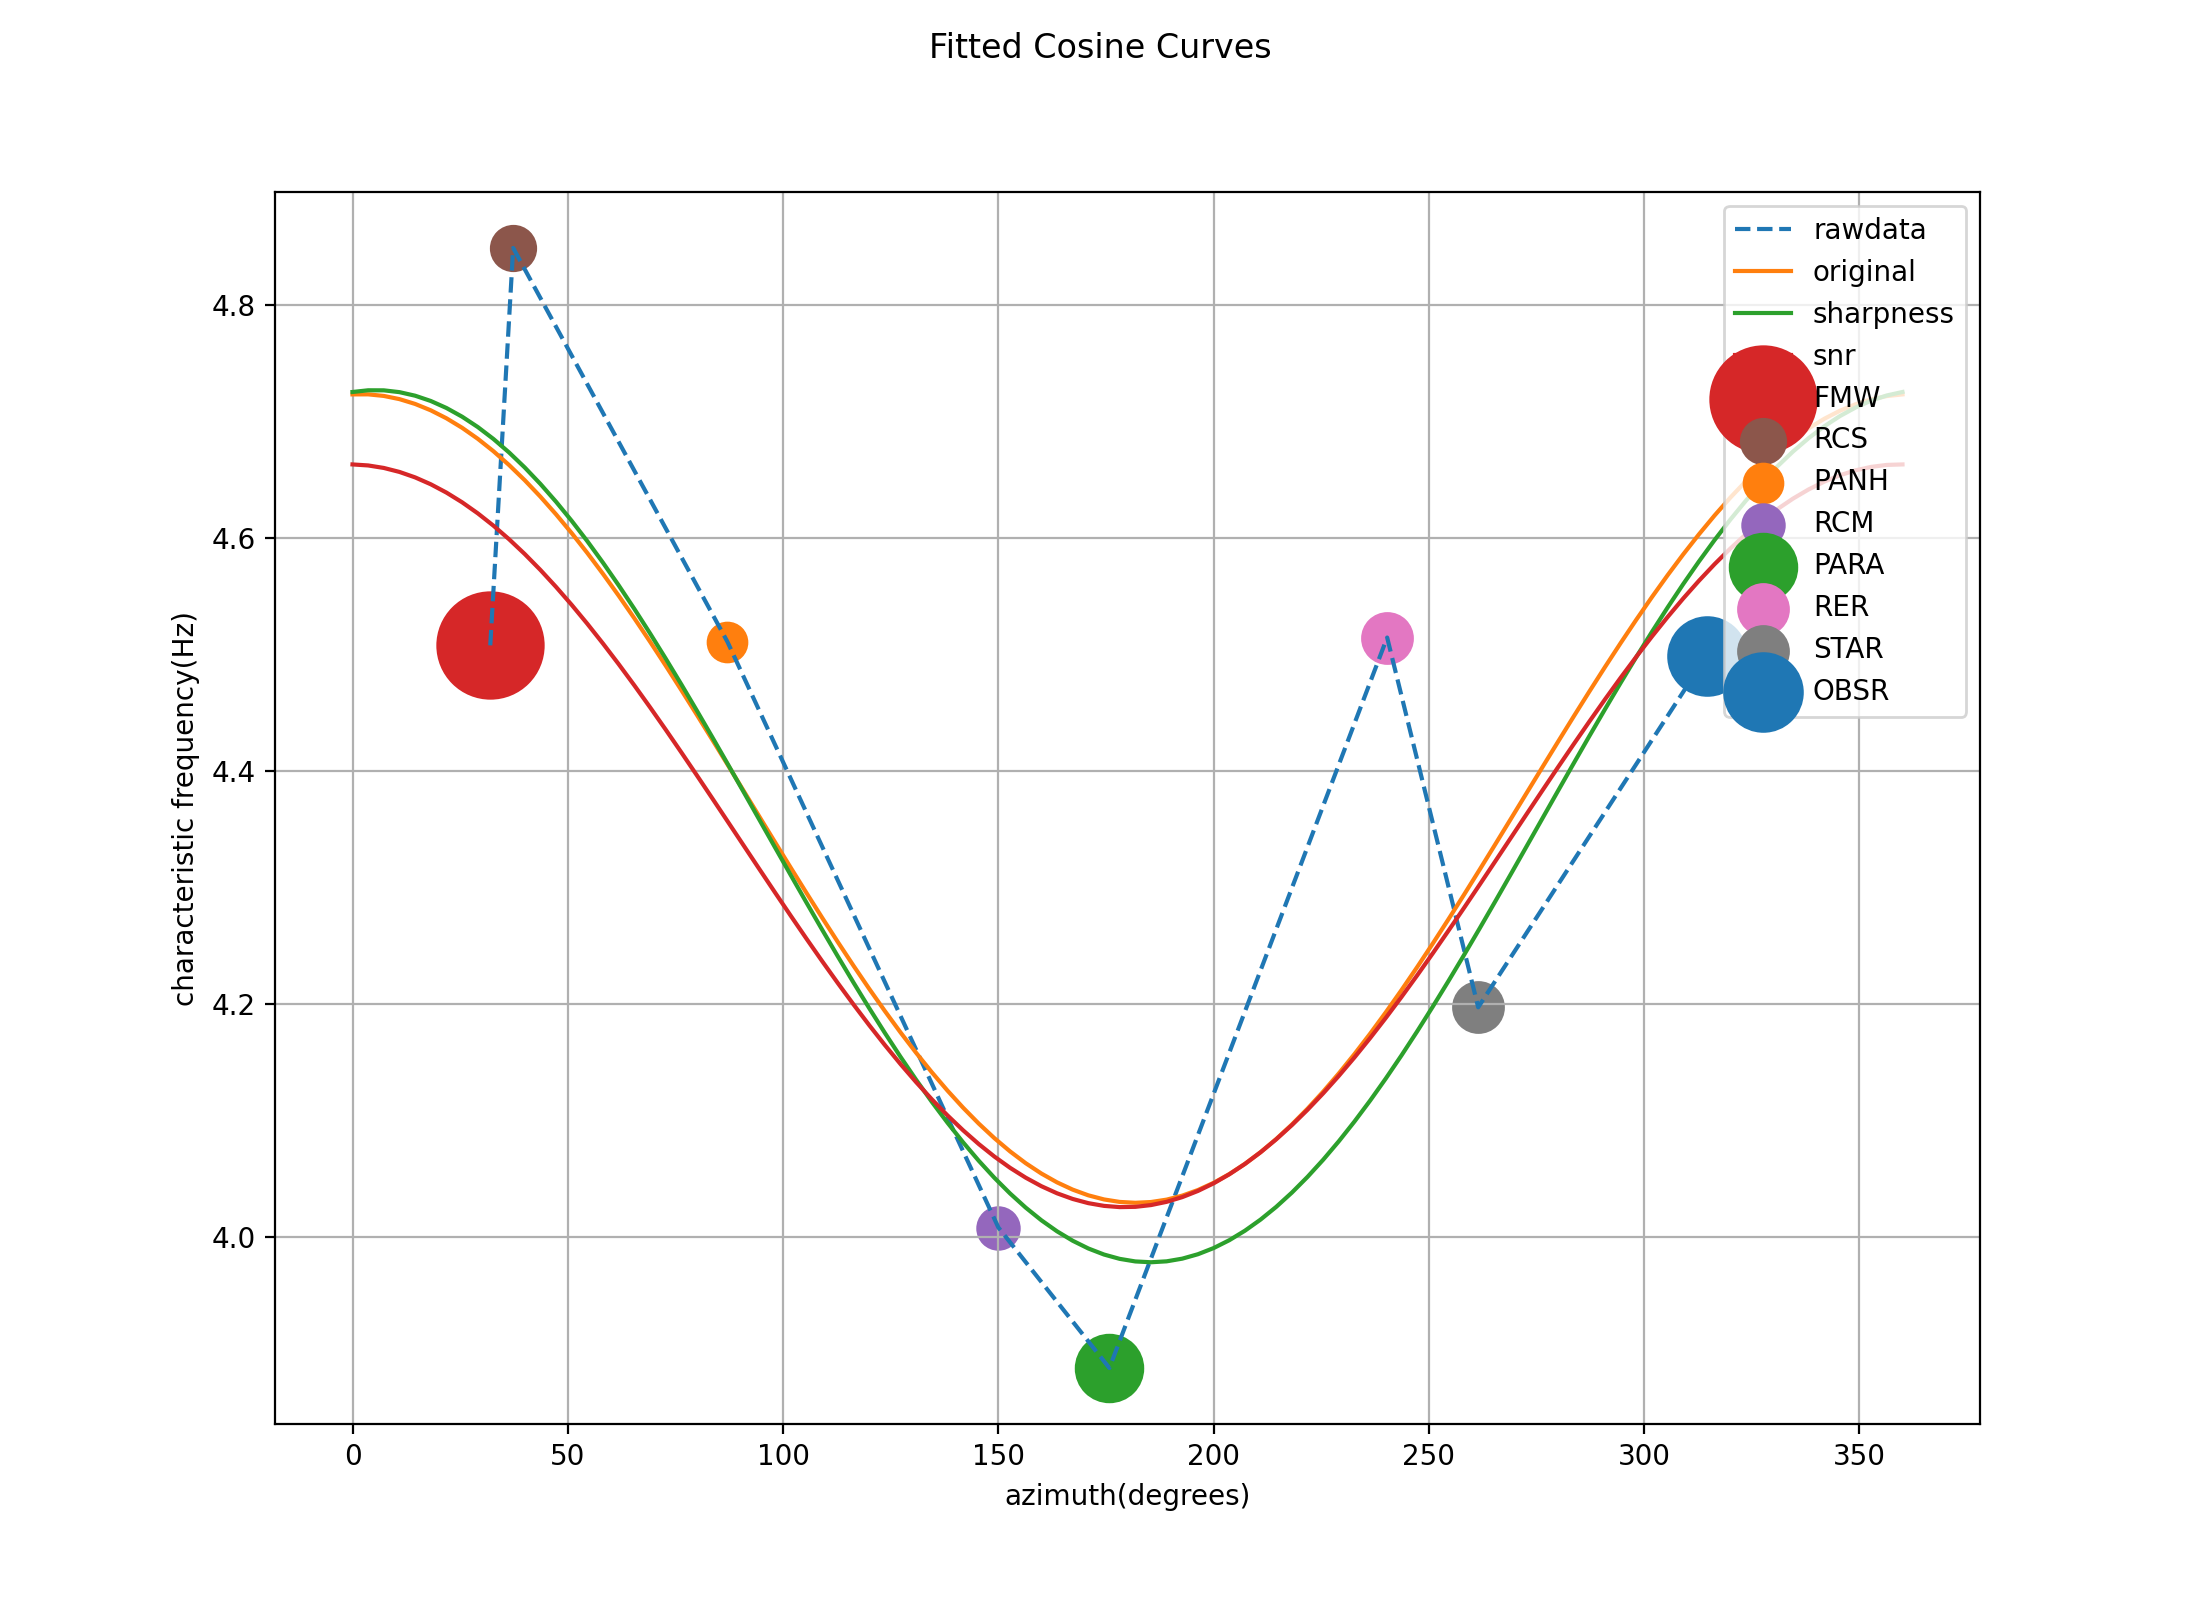 Fitted Cosine Curves
characteristic frequency(Hz)
4.8
4.6
4.4
4.2
4.0
rawdata
original
sharpness
snr
FMW
RCS
PANH
RCM
PARA
RER
STAR
OBSR
0 50 100 150 200 250 300 350
azimuth(degrees)